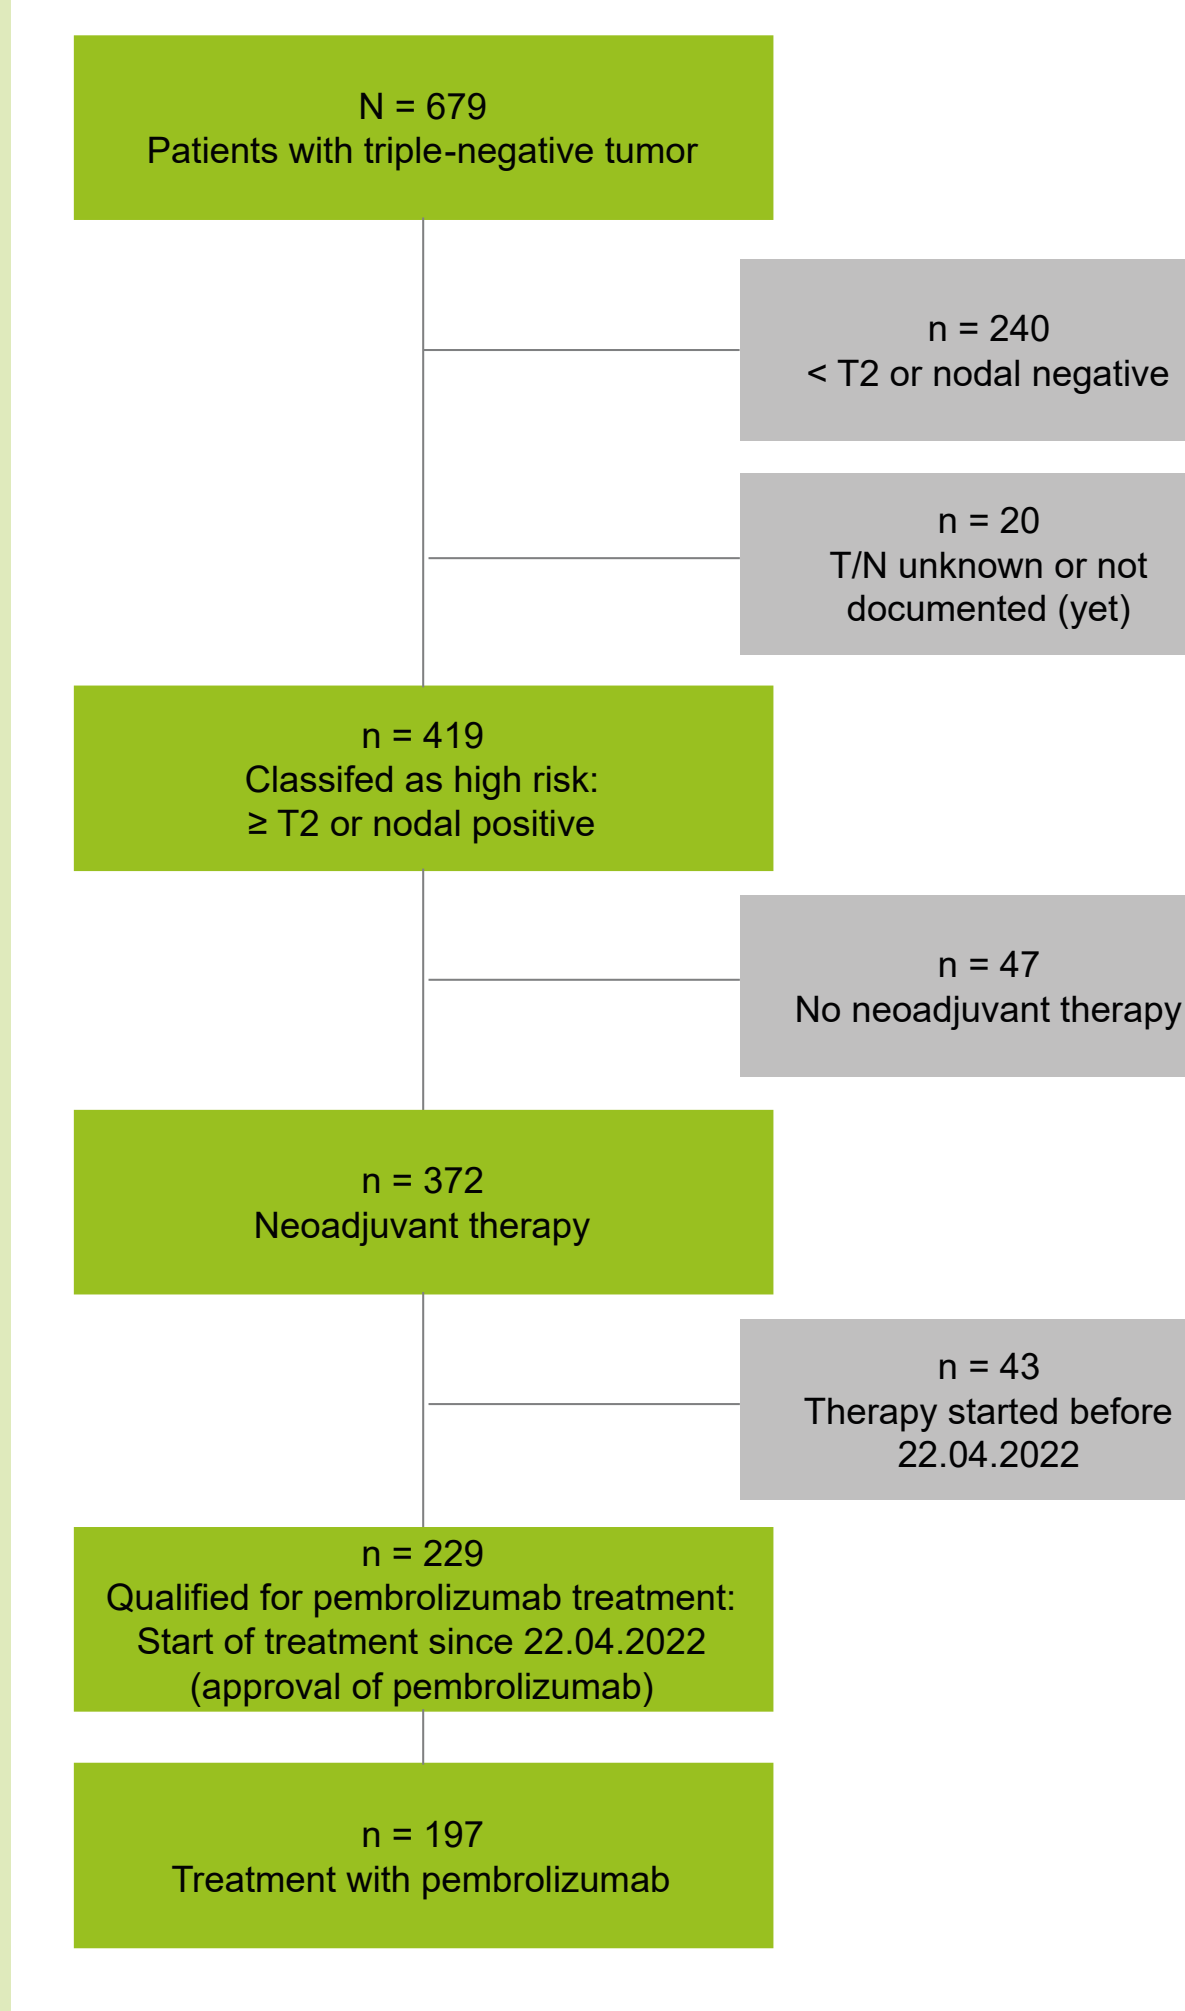 N = 679
Patients with triple-negative tumor
n = 240
< T2 or nodal negative
n = 20
T/N unknown or not
documented (yet)
n = 419
Classifed as high risk:
≥ T2 or nodal positive
n = 47
No neoadjuvant therapy
n = 372
Neoadjuvant therapy
n = 43
Therapy started before
22.04.2022
n = 229
Qualified for pembrolizumab treatment:
Start of treatment since 22.04.2022
(approval of pembrolizumab)
n = 197
Treatment with pembrolizumab